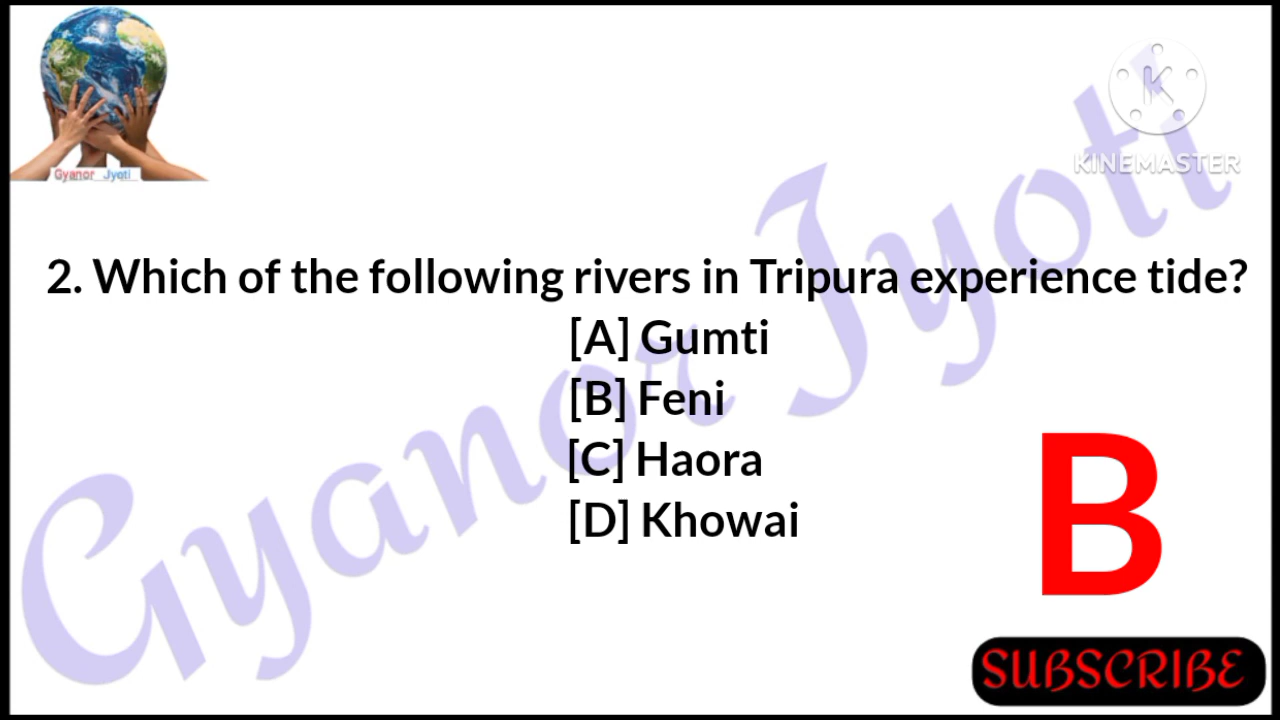 Gyanor Jyoti
K
KINEMASTER
2. Which of the following rivers in Tripura experience tide?
[A] Gumti
[B] Feni
[C] Haora
[D] Khowai
B
Gyanor Jyoti
SUBSCRIBE